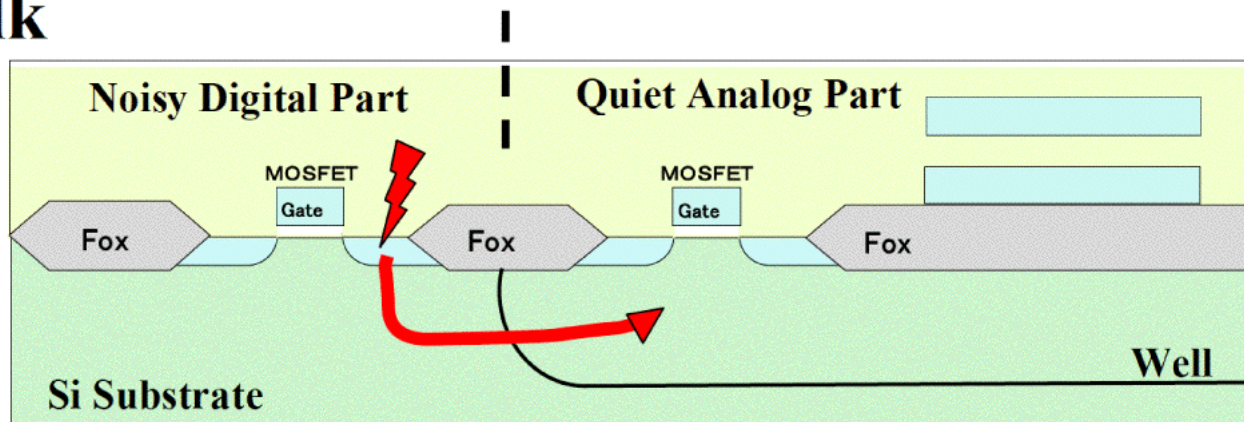 Noisy Digital Part
Quiet Analog Part
MOSFET
MOSFET
Gate
Gate
Fox
Fox
Fox
Well
Si Substrate